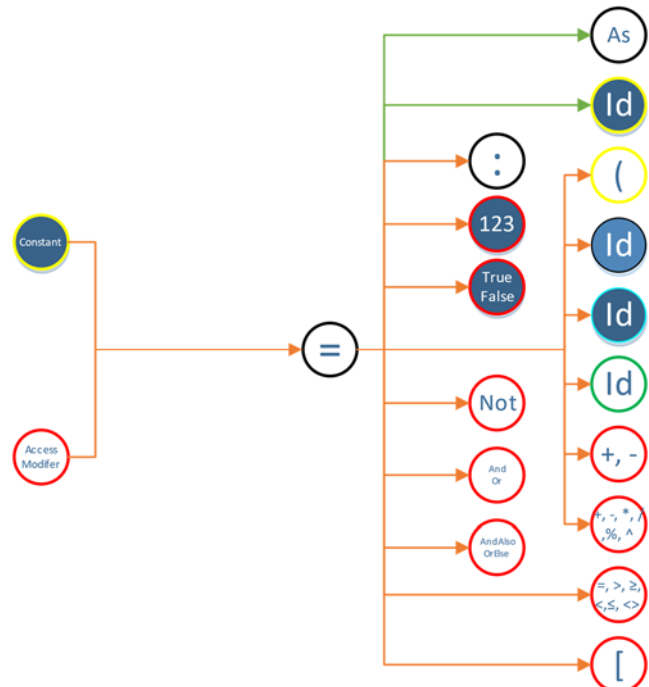 As
Id
:
(
Constant
123
Id
True
False
Id
=
Id
Not
Access
Modifer
+, -
And
Or
+, -, *, /
,%, ^
AndAlso
OrElse
=, >, ≥,
<,≤, <>
[